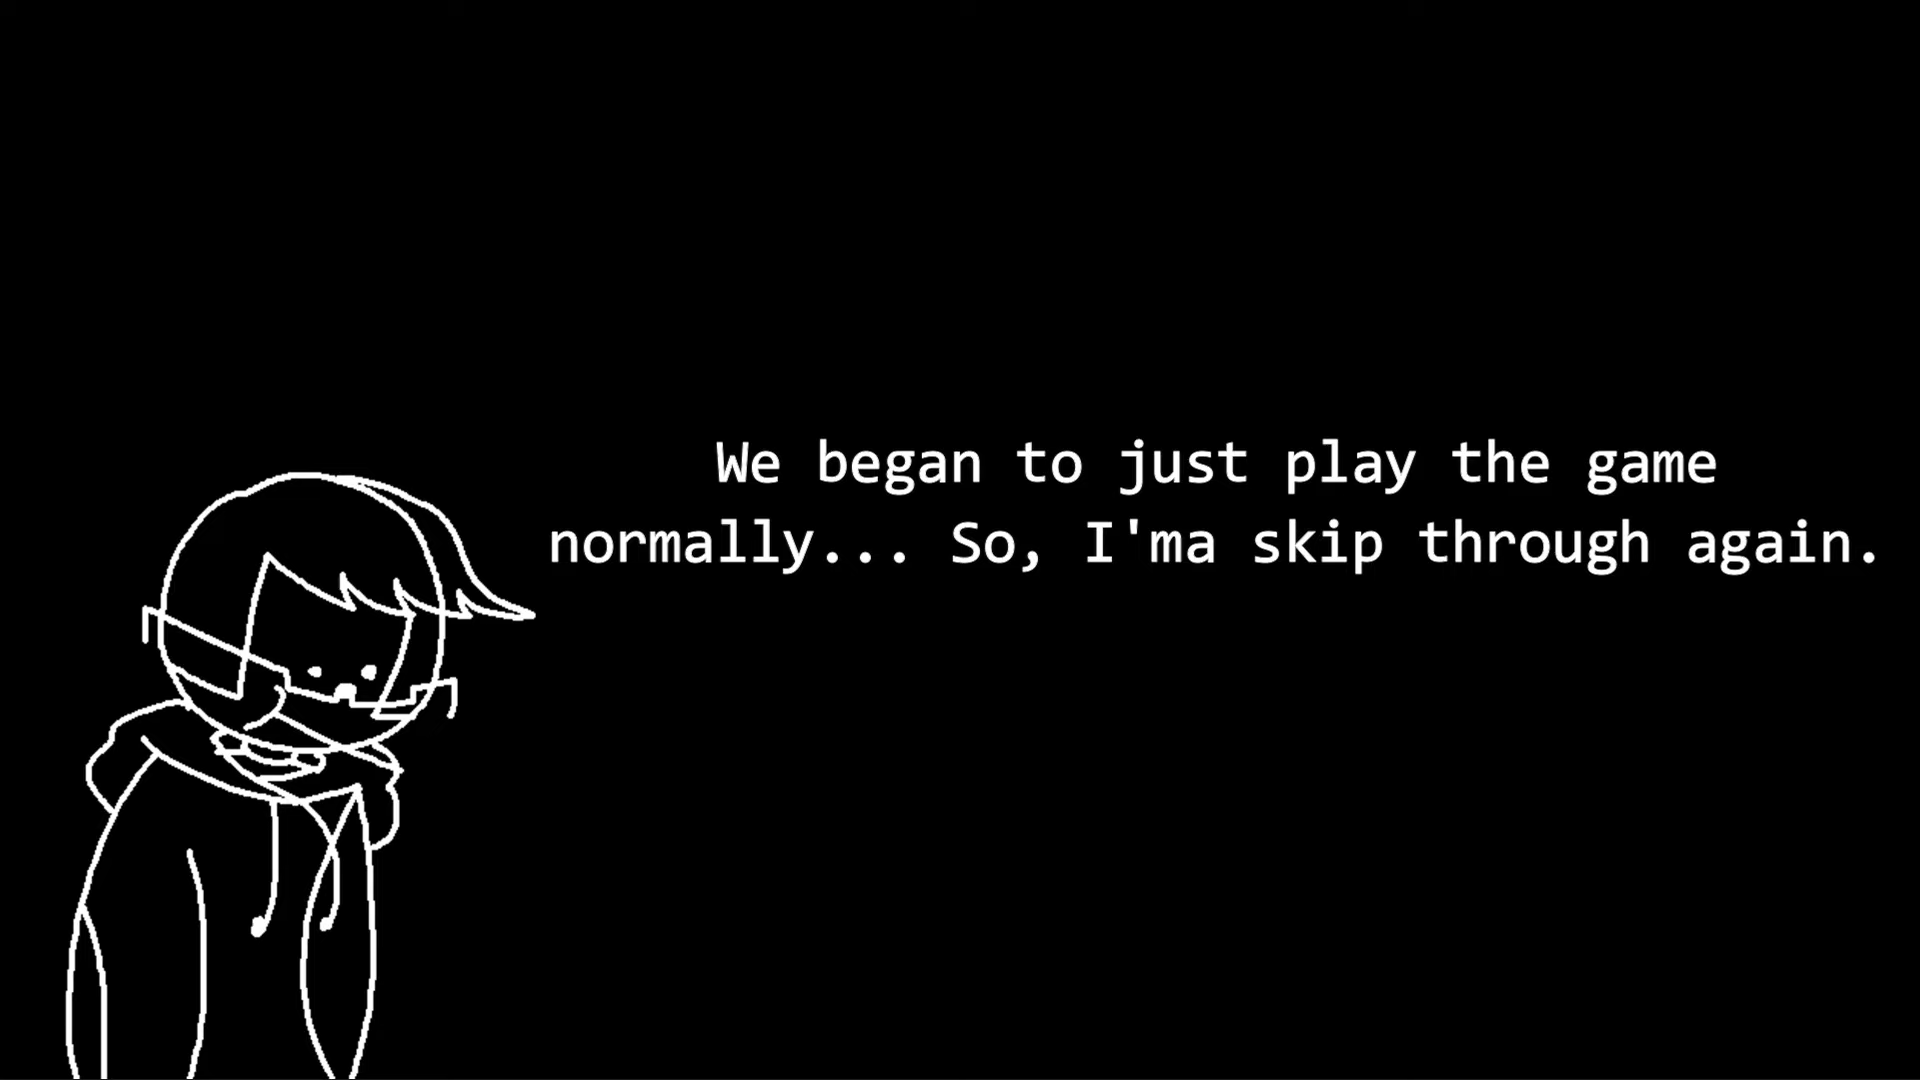 We began to just play the game
normally... So, I'ma skip through again.